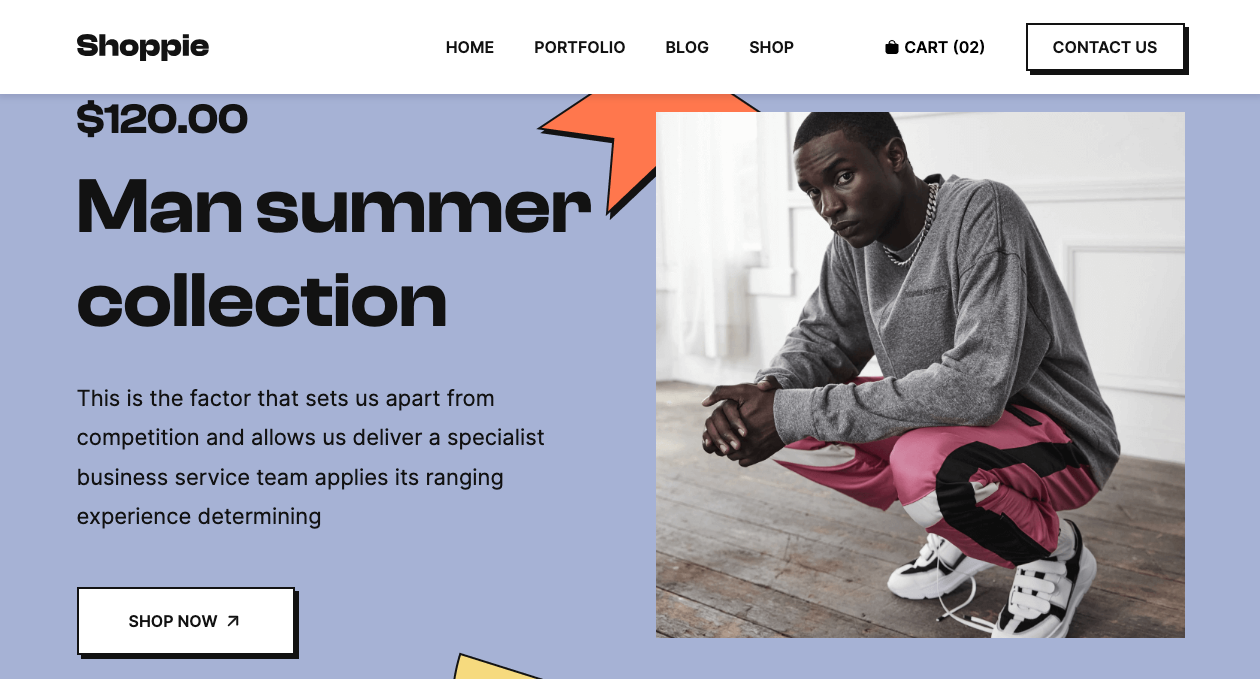 Shoppie
HOME
PORTFOLIO
BLOG
SHOP
CART (02)
CONTACT US
$120.00
Man summer
collection
This is the factor that sets us apart from
competition and allows us deliver a specialist
business service team applies its ranging
experience determining
SHOP NOW